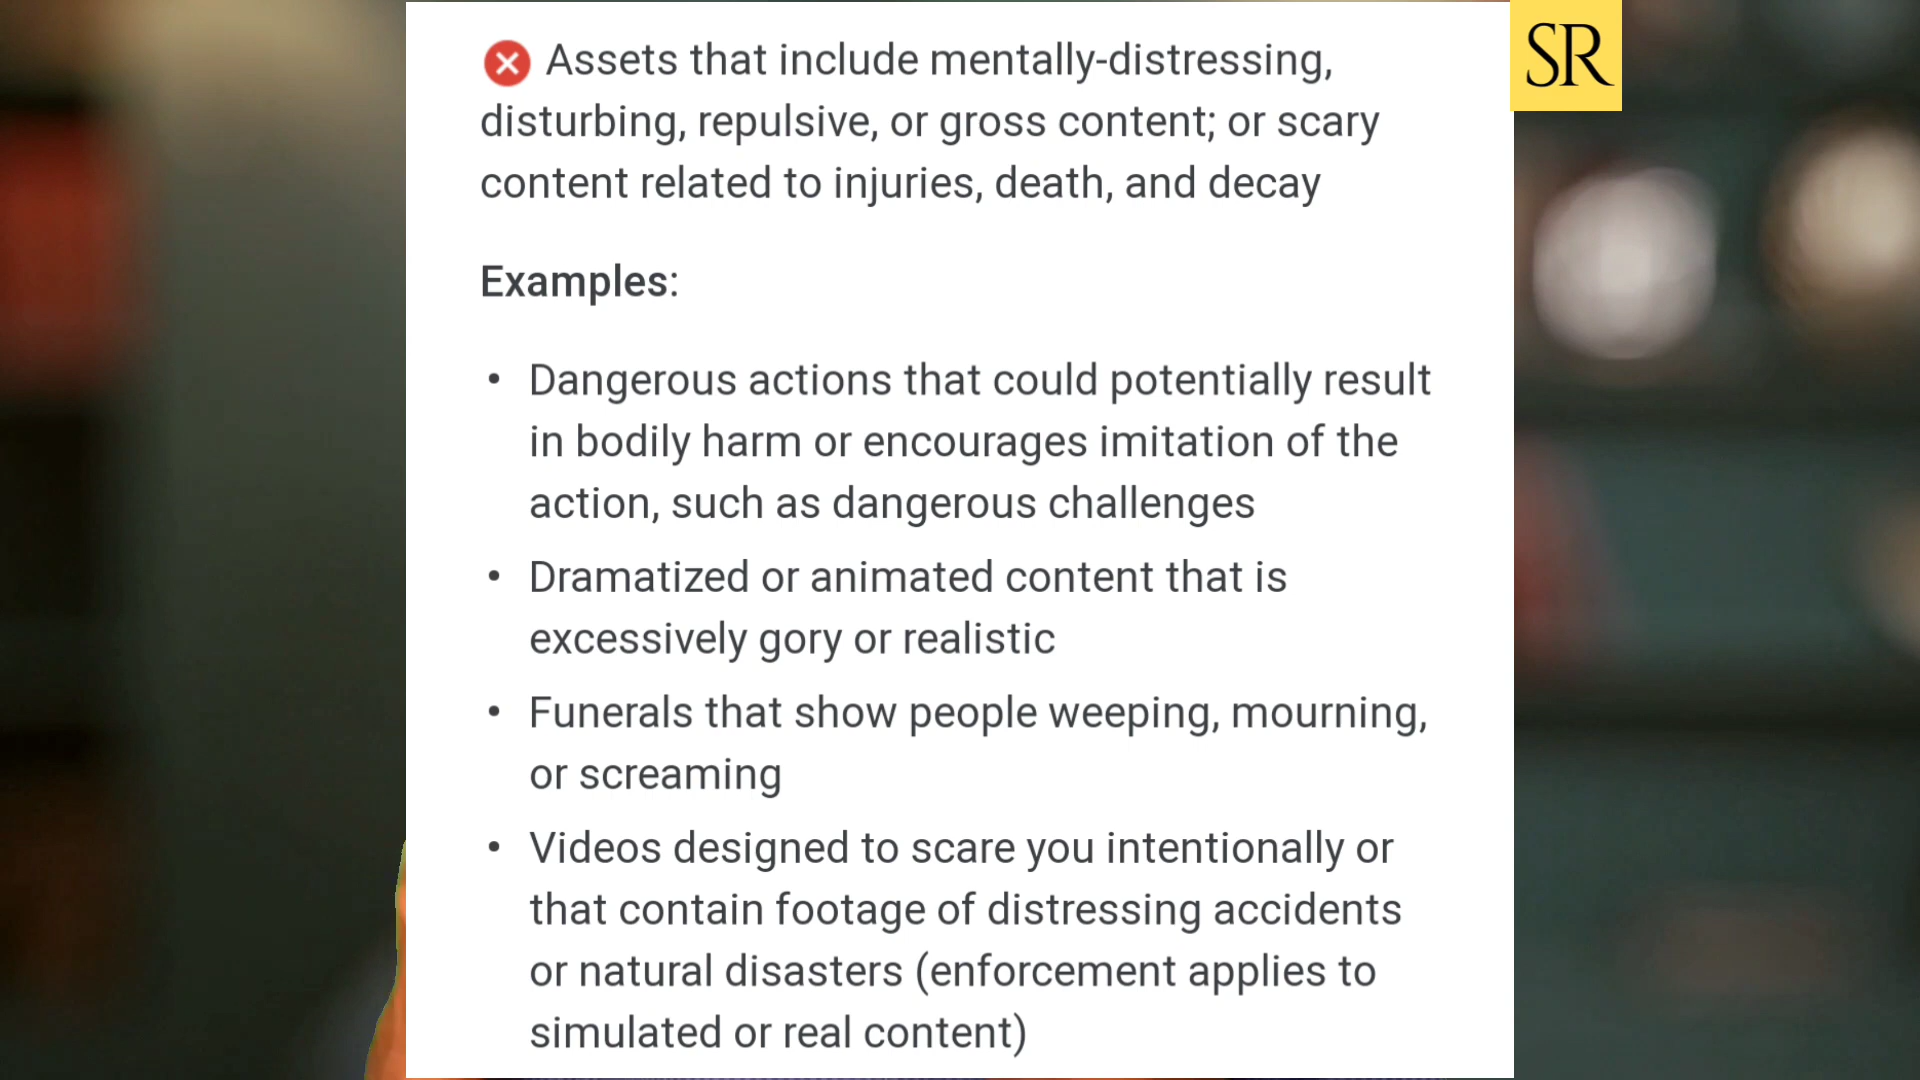 SR
Assets that include mentally-distressing,
disturbing, repulsive, or gross content; or scary
content related to injuries, death, and decay
Examples:
• Dangerous actions that could potentially result
in bodily harm or encourages imitation of the
action, such as dangerous challenges
• Dramatized or animated content that is
excessively gory or realistic
• Funerals that show people weeping, mourning,
or screaming
• Videos designed to scare you intentionally or
that contain footage of distressing accidents
or natural disasters (enforcement applies to
simulated or real content)